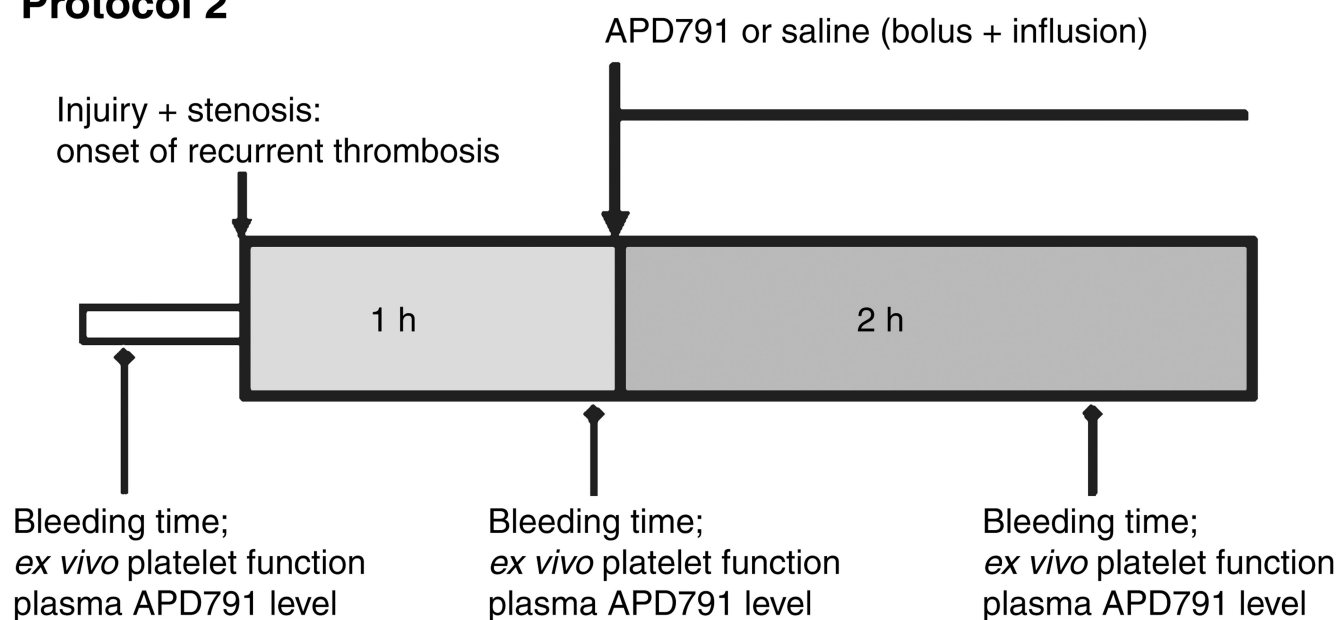 Protocol 2
APD791 or saline (bolus + influsion)
Injuiry + stenosis:
onset of recurrent thrombosis
1 h
2 h
Bleeding time;
ex vivo platelet function
plasma APD791 level
Bleeding time;
ex vivo platelet function
plasma APD791 level
Bleeding time;
ex vivo platelet function
plasma APD791 level